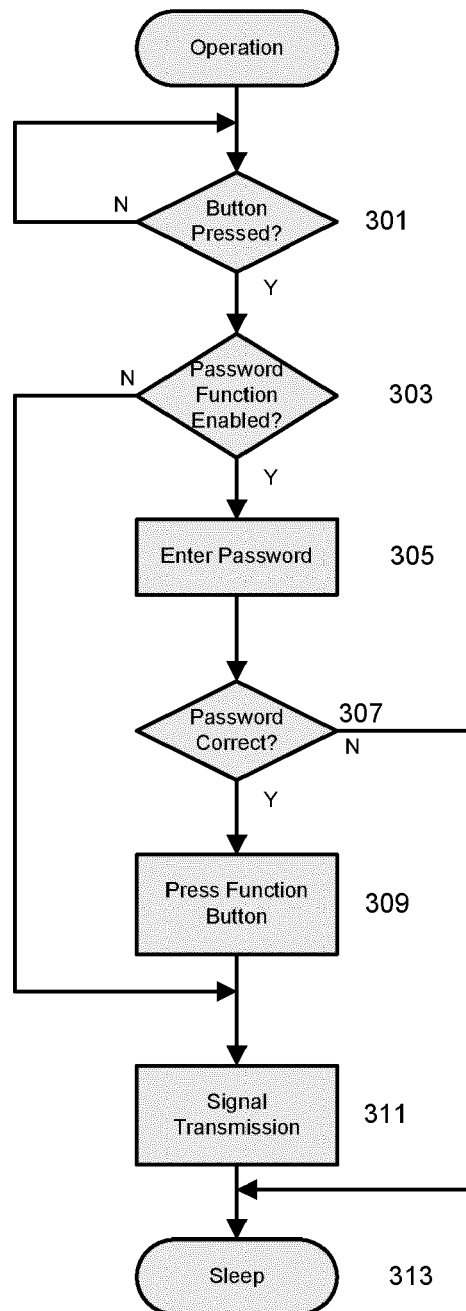 Operation
N
Button
Pressed?
301
Y
N
Password
Function
Enabled?
303
Y
Enter Password
305
Password
Correct?
307
N
Y
Press Function
Button
309
Signal
Transmission
311
Sleep
313